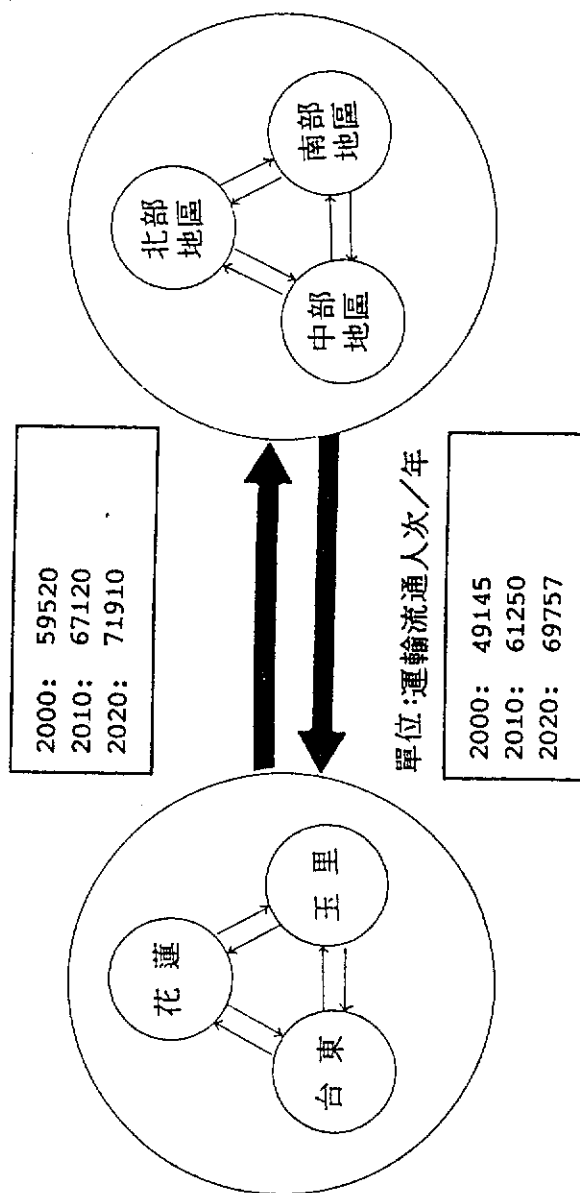 花蓮
台東
玉里
2000: 59520
2010: 67120
2020: 71910
單位:運輸流通人次/年
2000: 49145
2010: 61250
2020: 69757
北部
地區
中部
地區
南部
地區